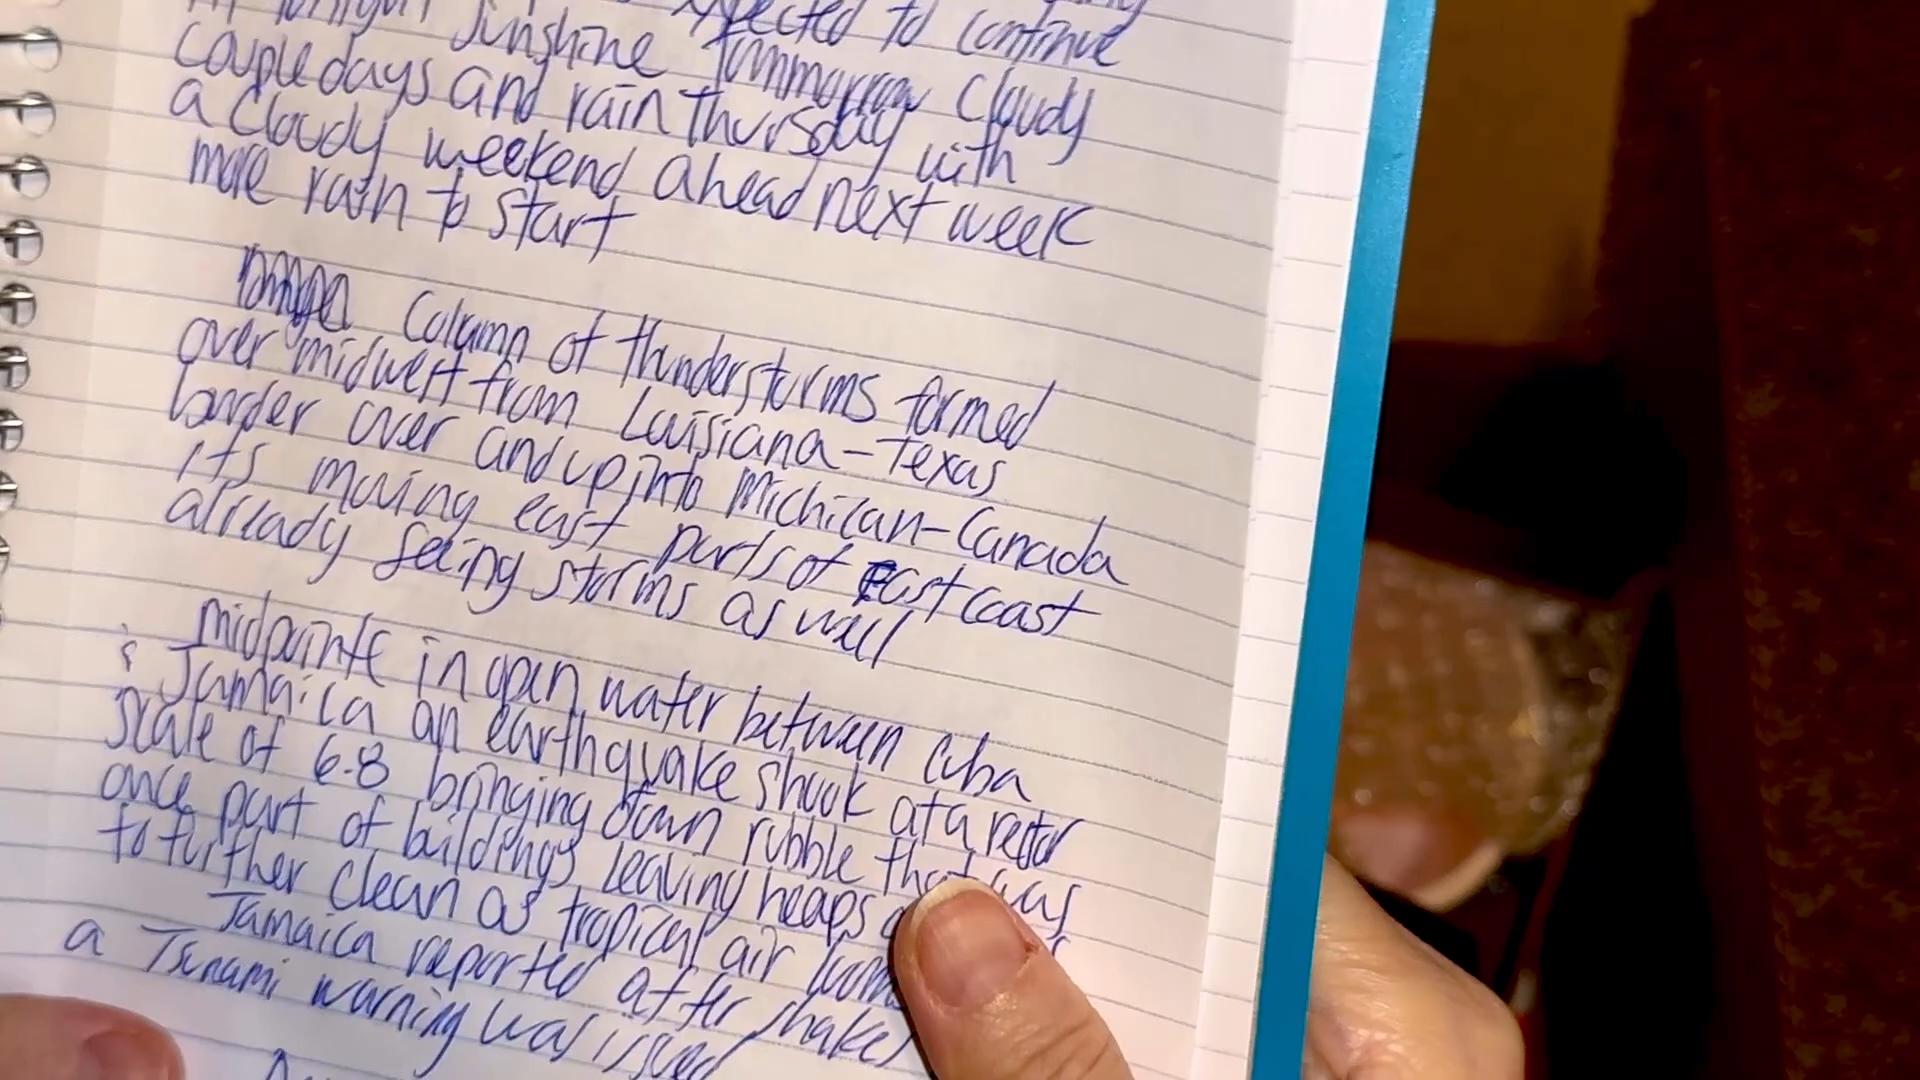 tonight expected to continue
Sunshine Tommorrow Cloudy
couple days and rain Thursday with
a cloudy weekend ahead next week
more rain to start
Column of thunderstorms formed
over midwest from Louisiana-Texas
border over and up into Michican-Canada
its moving east parts of East coast
already seeing storms as well
midpointe in open water between Cuba
& Jamaica an earthquake shook at a
scale of 6.8 bringing down rubble that was
once part of buildings leaving heaps
to further clean as tropical air
Jamaica reported after shakes
a Tsunami warning was issued